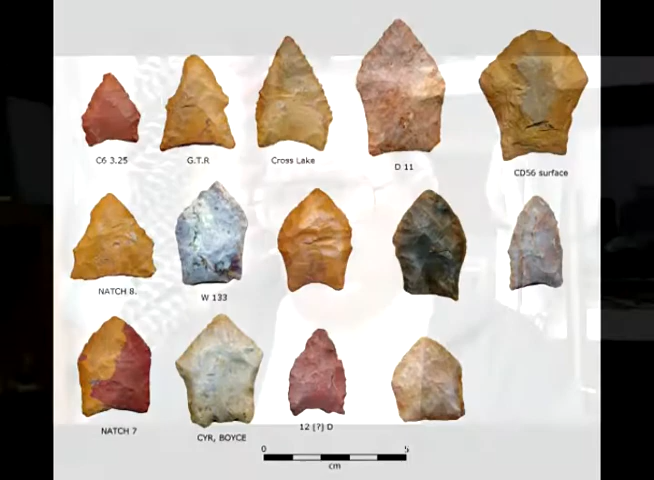 C6 3.25
G.T.R
Cross Lake
D 11
CD56 surface
NATCH 8.
W 133
NATCH 7
CYR, BOYCE
12 (?) D
0 5
cm